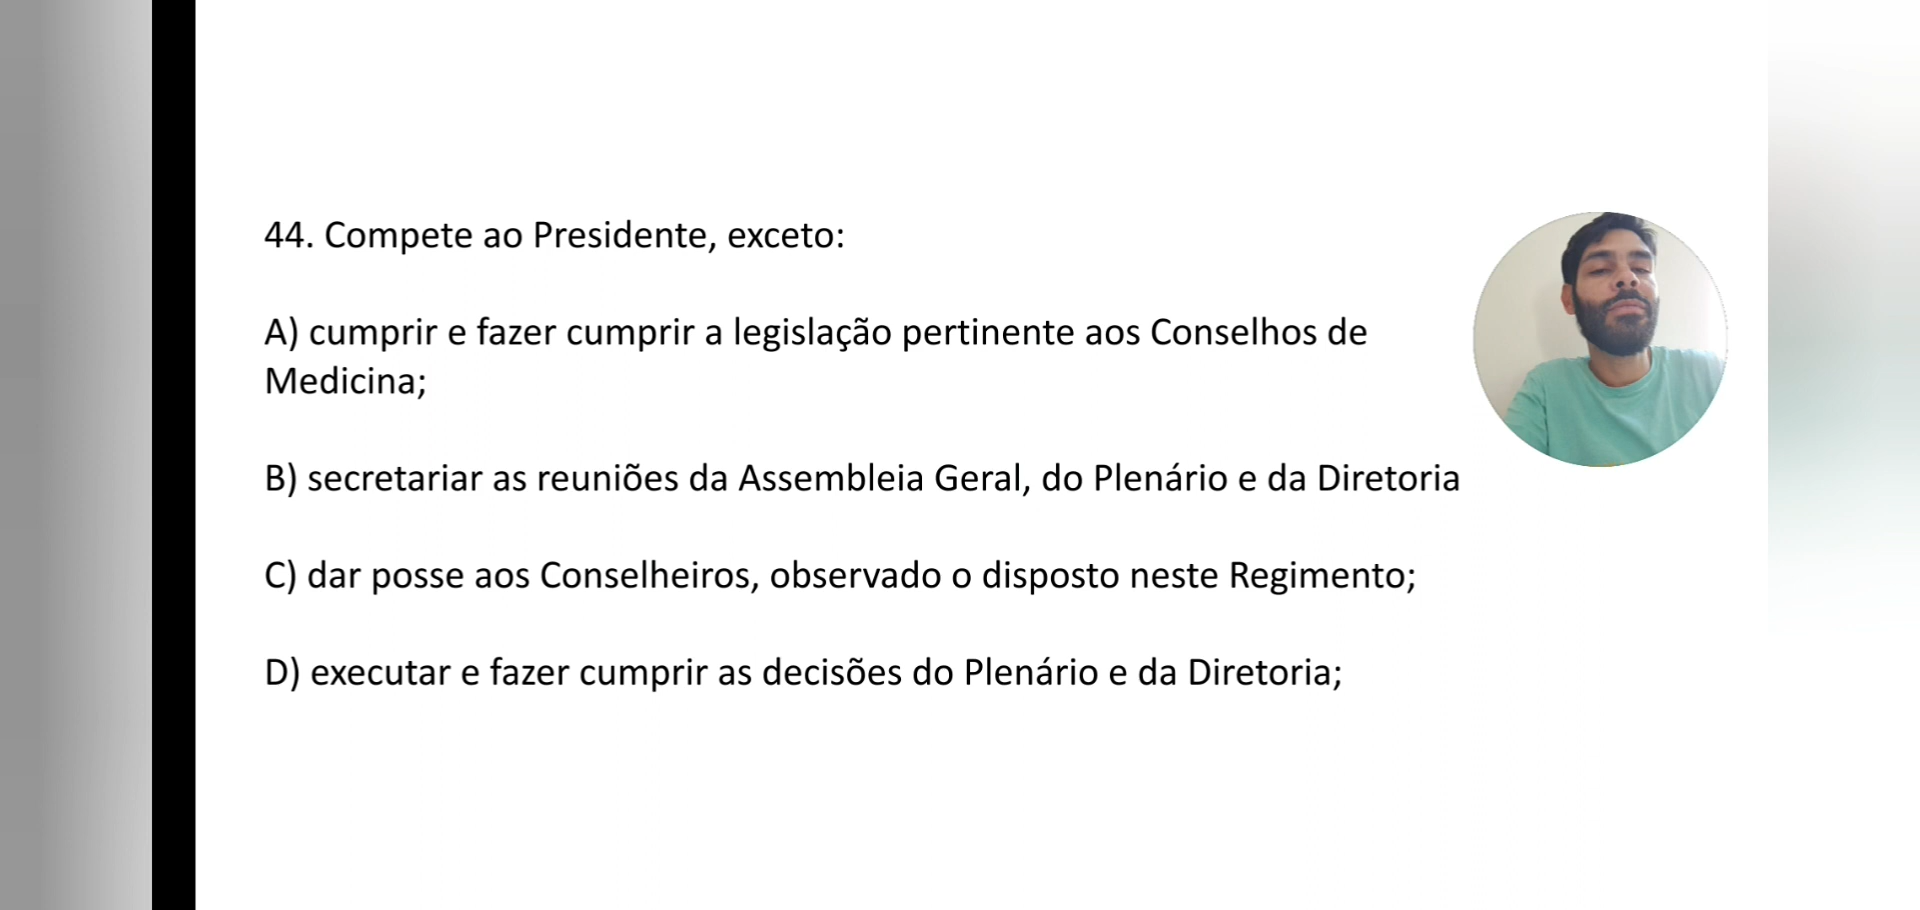 44. Compete ao Presidente, exceto:
A) cumprir e fazer cumprir a legislação pertinente aos Conselhos de
Medicina;
B) secretariar as reuniões da Assembleia Geral, do Plenário e da Diretoria
C) dar posse aos Conselheiros, observado o disposto neste Regimento;
D) executar e fazer cumprir as decisões do Plenário e da Diretoria;